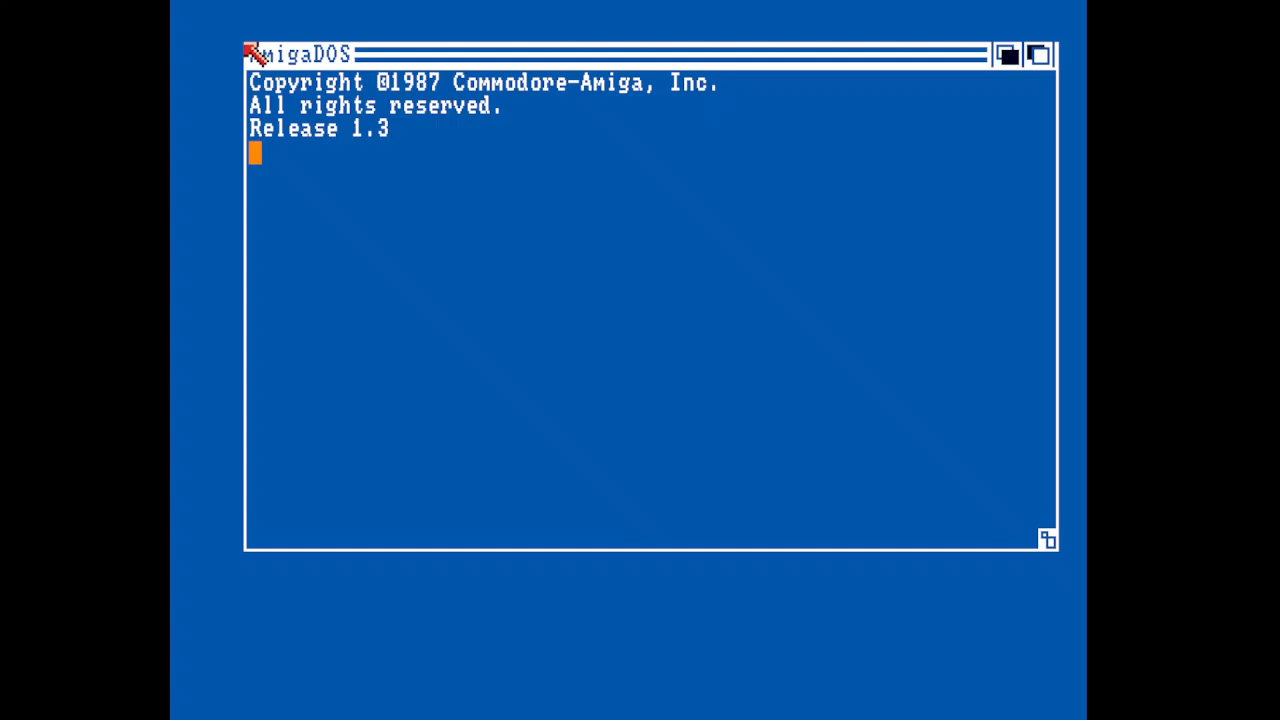 AmigaDOS
Copyright ©1987 Commodore-Amiga, Inc.
All rights reserved.
Release 1.3